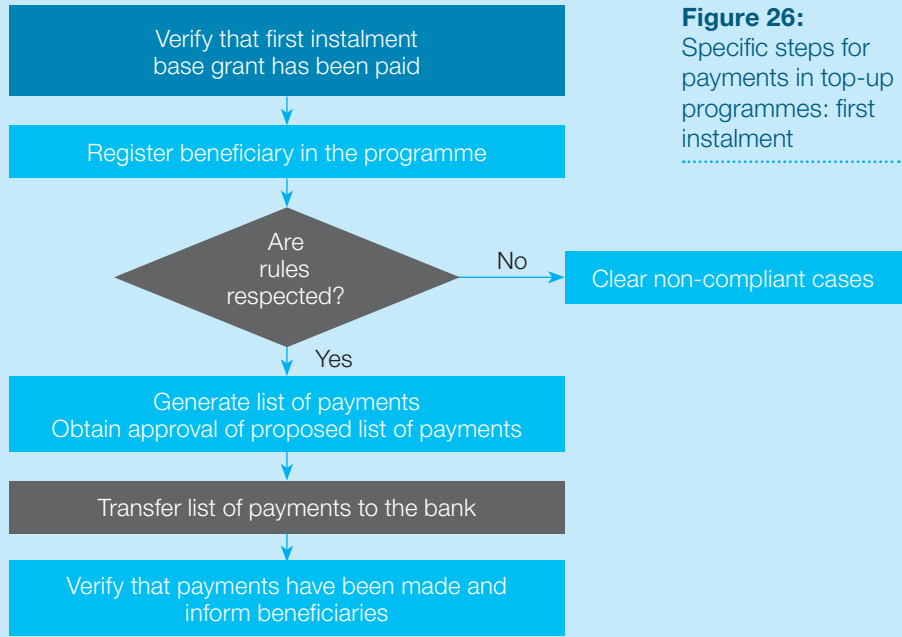 Verify that first instalment
base grant has been paid
Figure 26:
Specific steps for
payments in top-up
programmes: first
instalment
Register beneficiary in the programme
Are
rules
respected?
No
Clear non-compliant cases
Yes
Generate list of payments
Obtain approval of proposed list of payments
Transfer list of payments to the bank
Verify that payments have been made and
inform beneficiaries